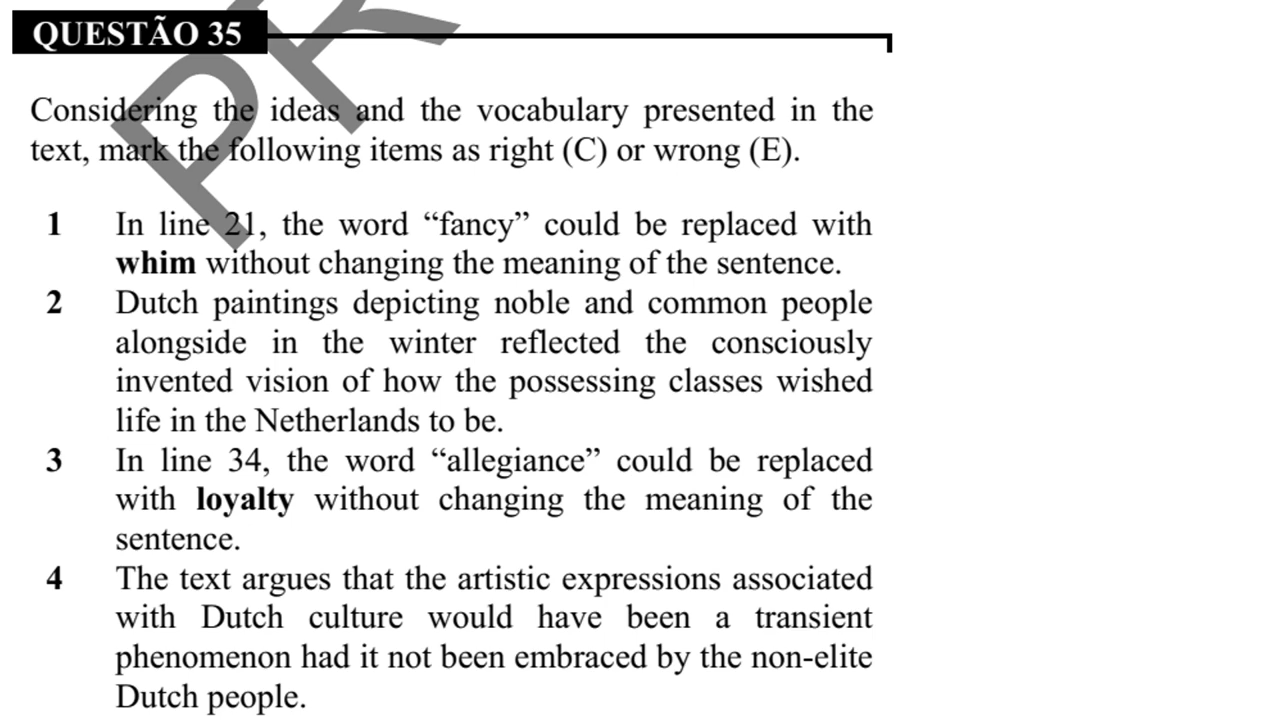 QUESTÃO 35
Considering the ideas and the vocabulary presented in the
text, mark the following items as right (C) or wrong (E).
1 In line 21, the word “fancy” could be replaced with
whim without changing the meaning of the sentence.
2 Dutch paintings depicting noble and common people
alongside in the winter reflected the consciously
invented vision of how the possessing classes wished
life in the Netherlands to be.
3 In line 34, the word “allegiance” could be replaced
with loyalty without changing the meaning of the
sentence.
4 The text argues that the artistic expressions associated
with Dutch culture would have been a transient
phenomenon had it not been embraced by the non-elite
Dutch people.